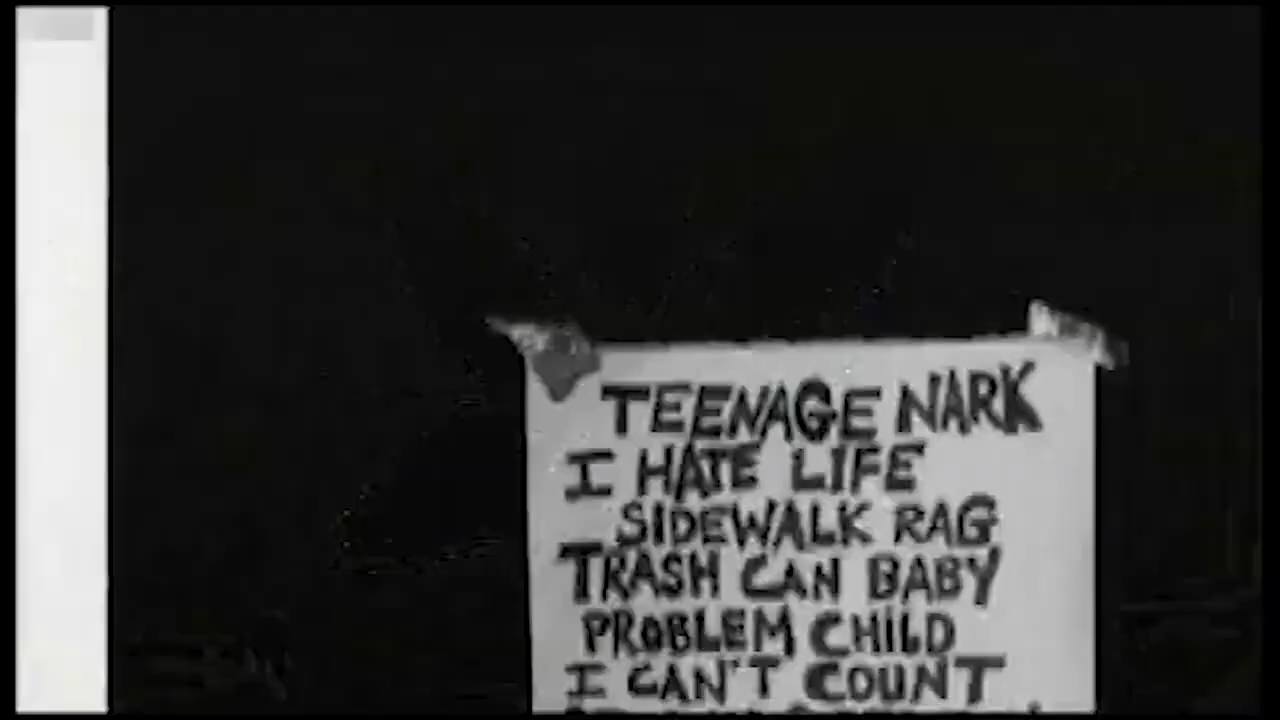 TEENAGE NARK
I HATE LIFE
SIDEWALK RAG
TRASH CAN BABY
PROBLEM CHILD
I CAN'T COUNT